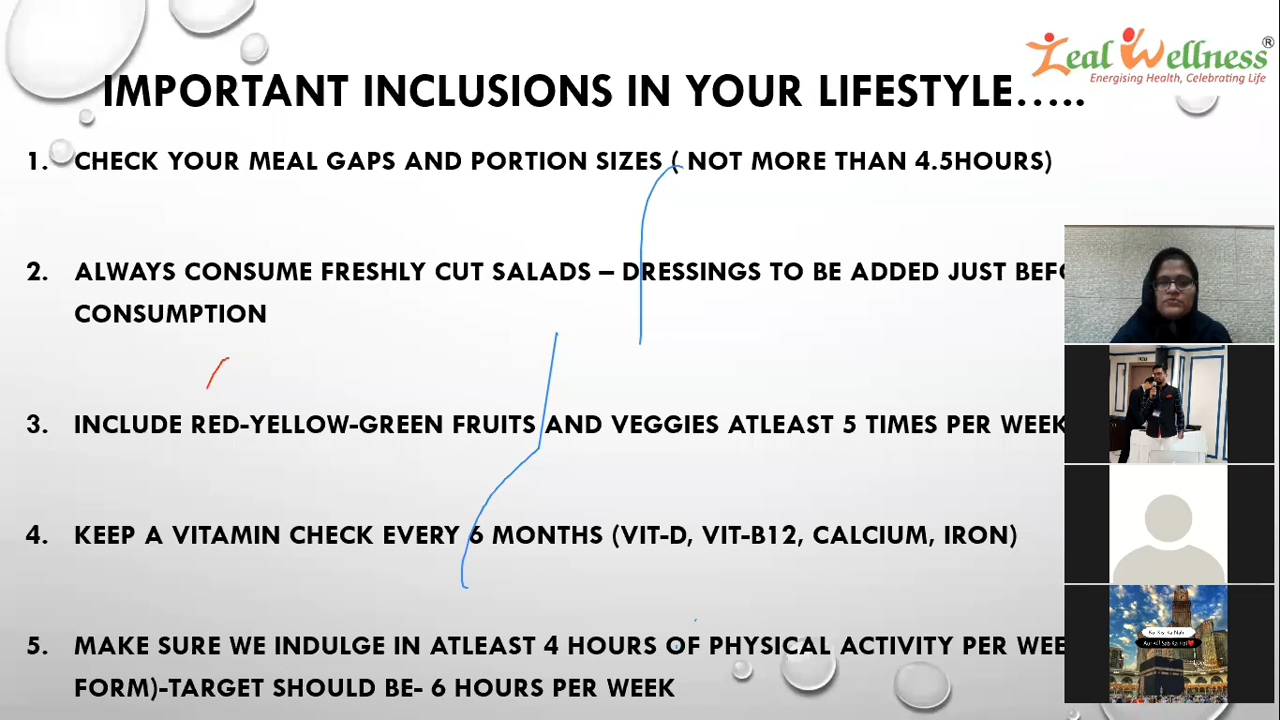 Zeal Wellness®
Energising Health, Celebrating Life
IMPORTANT INCLUSIONS IN YOUR LIFESTYLE.....
1. CHECK YOUR MEAL GAPS AND PORTION SIZES ( NOT MORE THAN 4.5HOURS)
2. ALWAYS CONSUME FRESHLY CUT SALADS – DRESSINGS TO BE ADDED JUST
CONSUMPTION
3. INCLUDE RED-YELLOW-GREEN FRUITS AND VEGGIES ATLEAST 5 TIMES PER WEEK
4. KEEP A VITAMIN CHECK EVERY 6 MONTHS (VIT-D, VIT-B12, CALCIUM, IRON)
5. MAKE SURE WE INDULGE IN ATLEAST 4 HOURS OF PHYSICAL ACTIVITY PER
FORM)-TARGET SHOULD BE- 6 HOURS PER WEEK